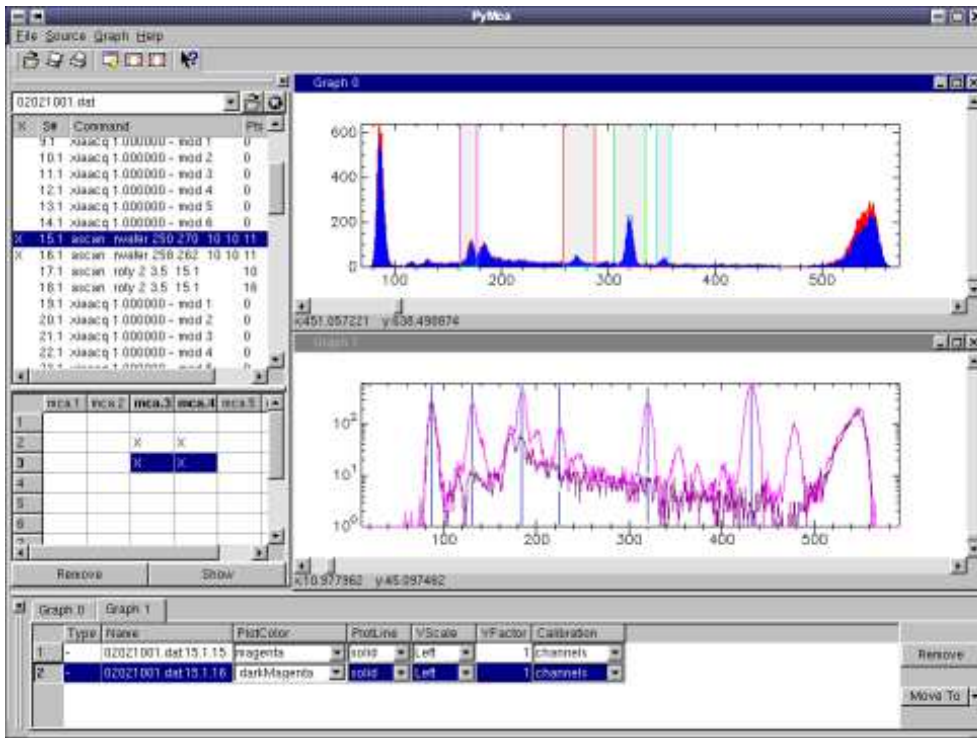 PyMca
File Source Graph Help
Graph 0
02021001.dat
X S# Command Pts
9.1 xiaacq 1.000000 - mod 1 0
10.1 xiaacq 1.000000 - mod 2 0
11.1 xiaacq 1.000000 - mod 3 0
12.1 xiaacq 1.000000 - mod 4 0
13.1 xiaacq 1.000000 - mod 5 0
14.1 xiaacq 1.000000 - mod 6 0
X 15.1 ascan 250 270 10 10 11
X 16.1 ascan 258 262 10 10 11
17.1 ascan roty 2 3.5 15.1 10
18.1 ascan roty 2 3.5 15.1 16
19.1 xiaacq 1.000000 - mod 1 0
20.1 xiaacq 1.000000 - mod 2 0
21.1 xiaacq 1.000000 - mod 3 0
22.1 xiaacq 1.000000 - mod 4 0
600
400
200
0
100 200 300 400 500
x:451.057221 y:638.498874
Graph 1
mca.1 mca.2 mca.3 mca.4 mca.5
1
2 X X
3 X X
4
5
6
10²
10¹
10⁰
100 200 300 400 500
x:10.977962 y:45.097462
Remove Show
Graph 0 Graph 1
Type Name PlotColor PlotLine YScale YFactor Calibration
1 - 02021001.dat 15.1.15 magenta solid Left 1 channels
2 - 02021001.dat 15.1.16 darkMagenta solid Left 1 channels
Remove
Move To